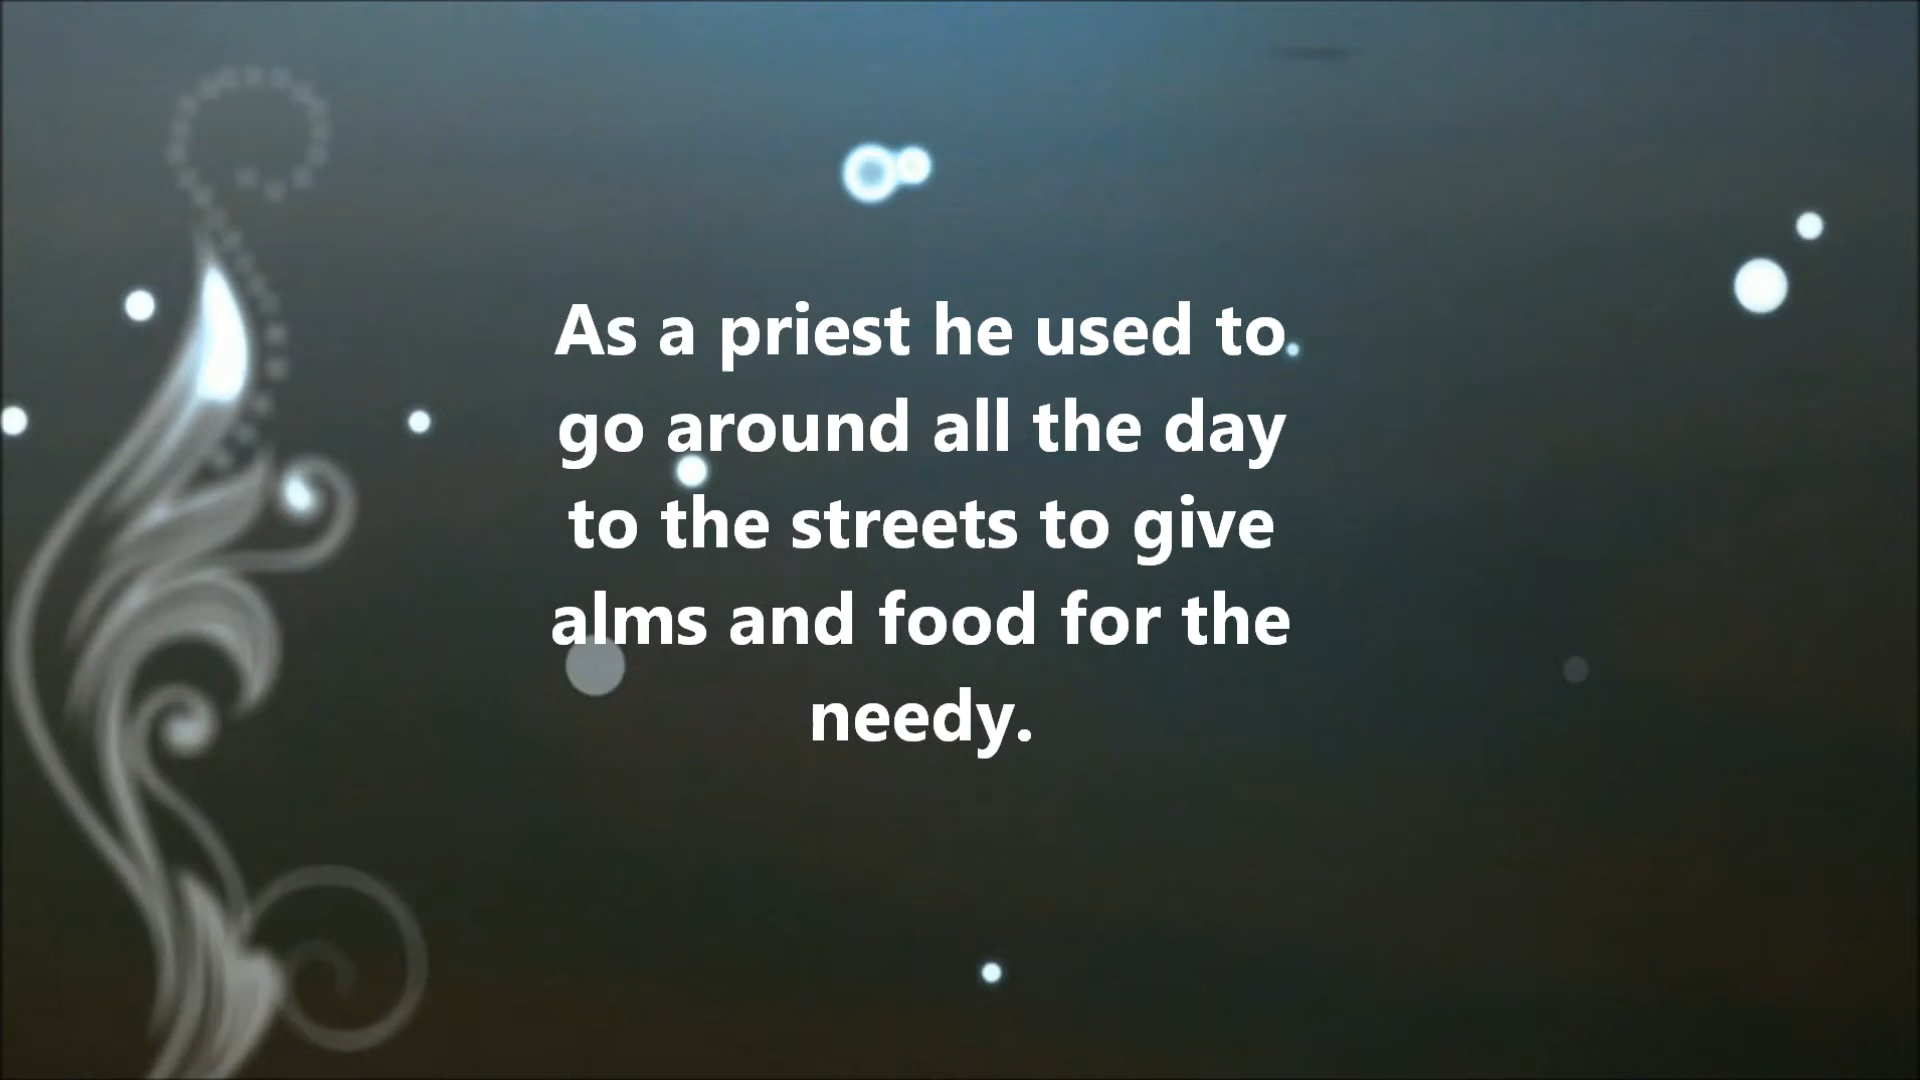 As a priest he used to
go around all the day
to the streets to give
alms and food for the
needy.